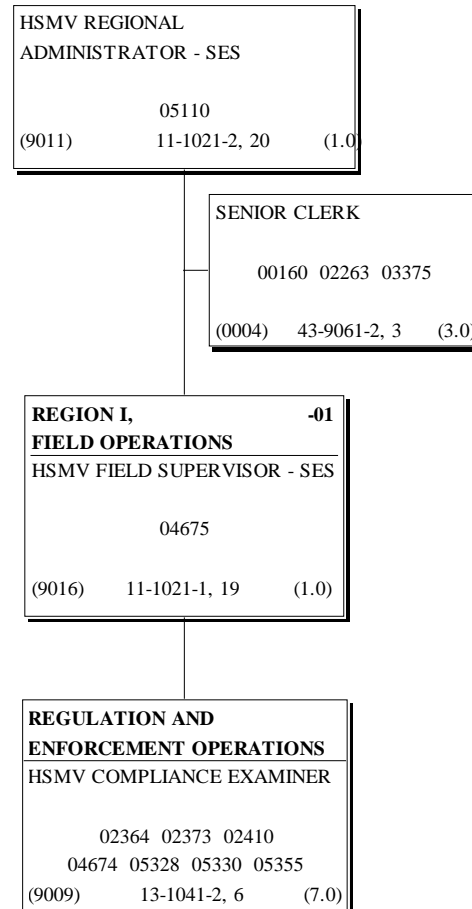 HSMV REGIONAL
ADMINISTRATOR - SES
05110
(9011) 11-1021-2, 20 (1.0)
SENIOR CLERK
00160 02263 03375
(0004) 43-9061-2, 3 (3.0)
REGION I, -01
FIELD OPERATIONS
HSMV FIELD SUPERVISOR - SES
04675
(9016) 11-1021-1, 19 (1.0)
REGULATION AND
ENFORCEMENT OPERATIONS
HSMV COMPLIANCE EXAMINER
02364 02373 02410
04674 05328 05330 05355
(9009) 13-1041-2, 6 (7.0)